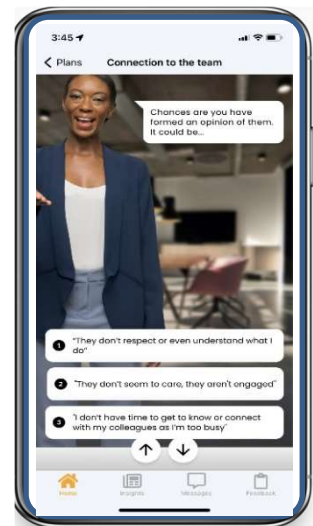 3:45
Plans
Connection to the team
Chances are you have
formed an opinion of them.
It could be...
1 "They don't respect or even understand what I
do"
2 "They don't seem to care, they aren't engaged"
3 "I don't have time to get to know or connect
with my colleagues as I'm too busy"
Home
Insights
Messages
Feedback